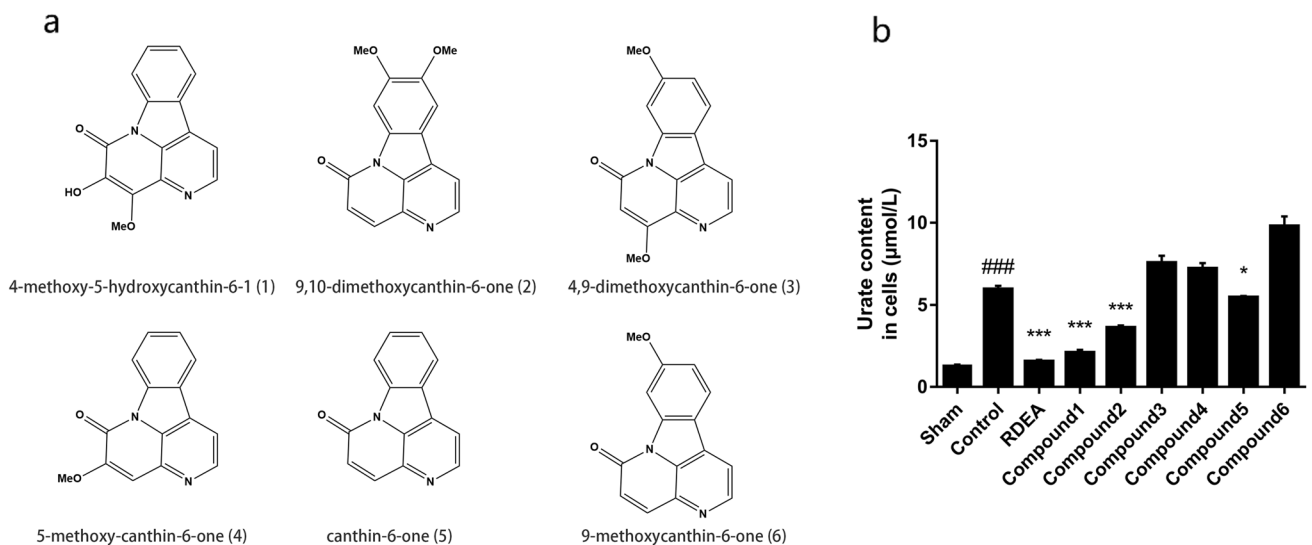 a
MeO
OMe
MeO
O
N
HO
N
MeO
O
N
N
O
N
N
MeO
4-methoxy-5-hydroxycanthin-6-1 (1)
9,10-dimethoxycanthin-6-one (2)
4,9-dimethoxycanthin-6-one (3)
MeO
O
N
MeO
N
O
N
N
O
N
N
5-methoxy-canthin-6-one (4)
canthin-6-one (5)
9-methoxycanthin-6-one (6)
b
Urate content
in cells (μmol/L)
15
10
5
0
###
***
***
***
*
Sham
Control
RDEA
Compound1
Compound2
Compound3
Compound4
Compound5
Compound6